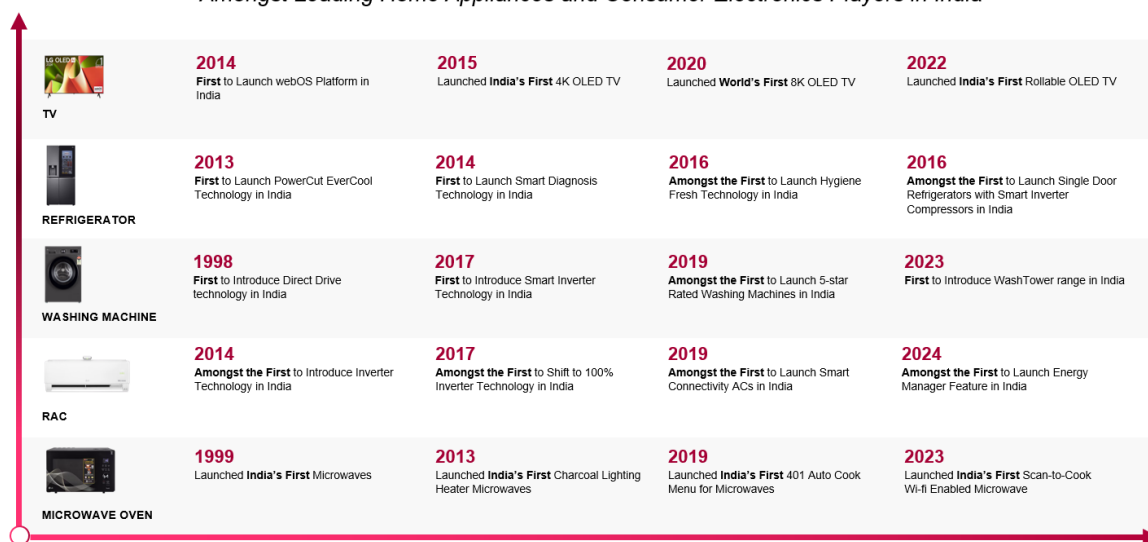 Amongst Leading Home Appliances and Consumer Electronics Players in India
LG OLED
TV
2014
First to Launch webOS Platform in
India
2015
Launched India's First 4K OLED TV
2020
Launched World's First 8K OLED TV
2022
Launched India's First Rollable OLED TV
REFRIGERATOR
2013
First to Launch PowerCut EverCool
Technology in India
2014
First to Launch Smart Diagnosis
Technology in India
2016
Amongst the First to Launch Hygiene
Fresh Technology in India
2016
Amongst the First to Launch Single Door
Refrigerators with Smart Inverter
Compressors in India
WASHING MACHINE
1998
First to Introduce Direct Drive
technology in India
2017
First to Introduce Smart Inverter
Technology in India
2019
Amongst the First to Launch 5-star
Rated Washing Machines in India
2023
First to Introduce WashTower range in India
RAC
2014
Amongst the First to Introduce Inverter
Technology in India
2017
Amongst the First to Shift to 100%
Inverter Technology in India
2019
Amongst the First to Launch Smart
Connectivity ACs in India
2024
Amongst the First to Launch Energy
Manager Feature in India
MICROWAVE OVEN
1999
Launched India's First Microwaves
2013
Launched India's First Charcoal Lighting
Heater Microwaves
2019
Launched India's First 401 Auto Cook
Menu for Microwaves
2023
Launched India's First Scan-to-Cook
Wi-fi Enabled Microwave